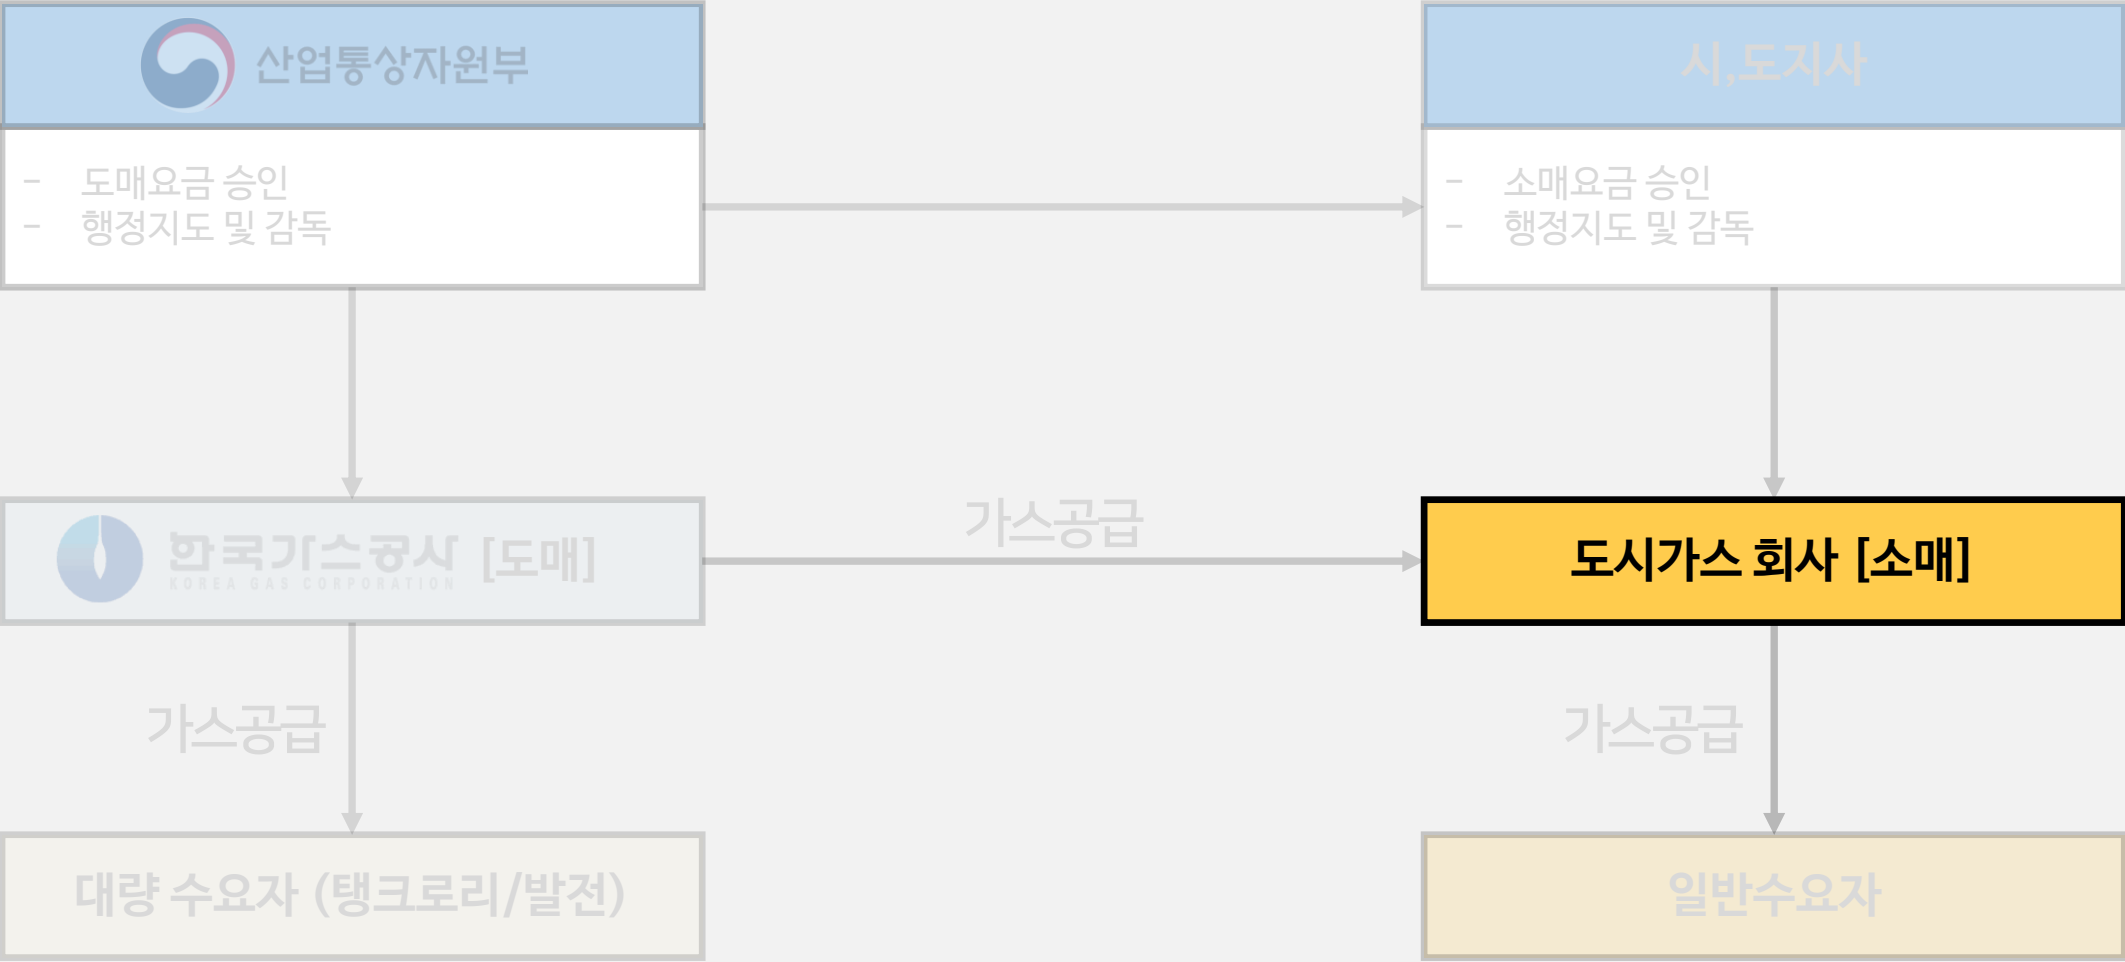 산업통상자원부
시,도지사
- 도매요금 승인
- 행정지도 및 감독
- 소매요금 승인
- 행정지도 및 감독
가스공급
한국가스공사 [도매]
KOREA GAS CORPORATION
도시가스 회사 [소매]
가스공급
가스공급
대량 수요자 (탱크로리/발전)
일반수요자